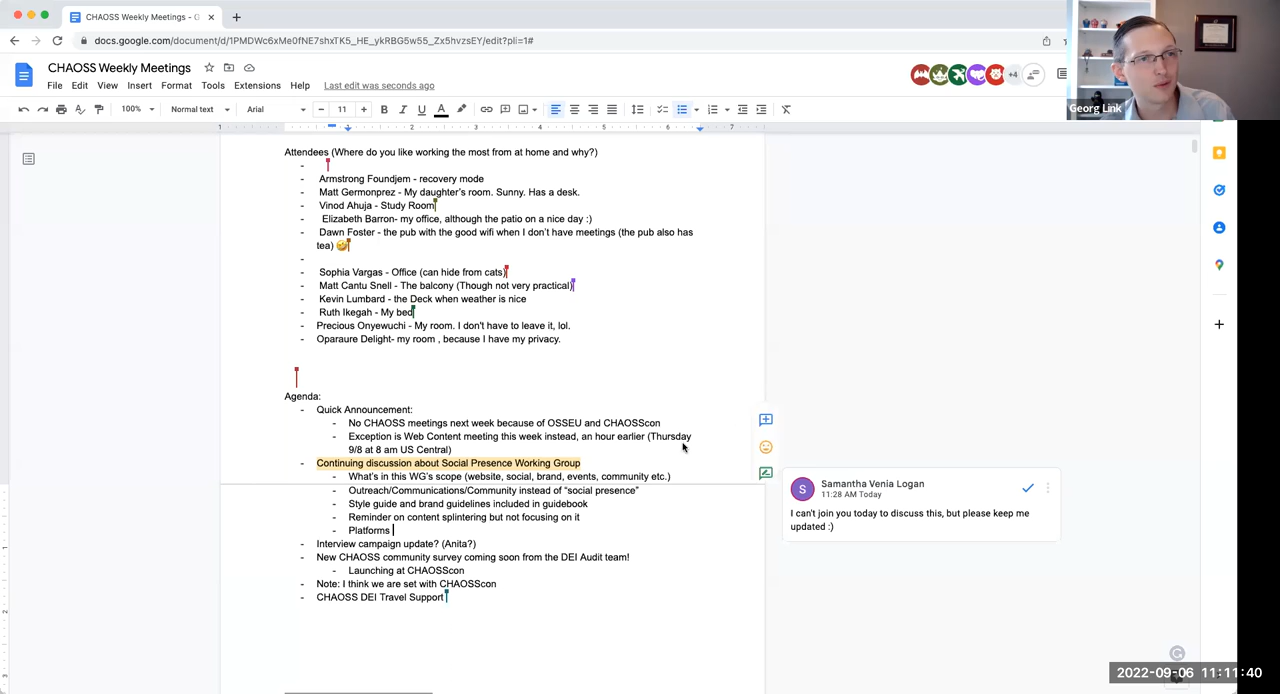 CHAOSS Weekly Meetings - G
docs.google.com/document/d/1PMDWc6xMe0fNE7shxTK5_HE_ykRBG5w55_Zx5hvzsEY/edit?pli=1#
CHAOSS Weekly Meetings
File Edit View Insert Format Tools Extensions Help Last edit was seconds ago
+4
100% Normal text Arial 11
Georg Link
1 1 2 3 4 5 6 7
Attendees (Where do you like working the most from at home and why?)
-
- Armstrong Foundjem - recovery mode
- Matt Germonprez - My daughter's room. Sunny. Has a desk.
- Vinod Ahuja - Study Room
- Elizabeth Barron- my office, although the patio on a nice day :)
- Dawn Foster - the pub with the good wifi when I don't have meetings (the pub also has
tea) 🤣
-
- Sophia Vargas - Office (can hide from cats)
- Matt Cantu Snell - The balcony (Though not very practical)
- Kevin Lumbard - the Deck when weather is nice
- Ruth Ikegah - My bed
- Precious Onyewuchi - My room. I don't have to leave it, lol.
- Oparaure Delight- my room , because I have my privacy.
Agenda:
- Quick Announcement:
- No CHAOSS meetings next week because of OSSEU and CHAOSScon
- Exception is Web Content meeting this week instead, an hour earlier (Thursday
9/8 at 8 am US Central)
- Continuing discussion about Social Presence Working Group
- What's in this WG's scope (website, social, brand, events, community etc.)
- Outreach/Communications/Community instead of "social presence"
- Style guide and brand guidelines included in guidebook
- Reminder on content splintering but not focusing on it
- Platforms
- Interview campaign update? (Anita?)
- New CHAOSS community survey coming soon from the DEI Audit team!
- Launching at CHAOSScon
- Note: I think we are set with CHAOSScon
- CHAOSS DEI Travel Support
S
Samantha Venia Logan
11:28 AM Today
I can't join you today to discuss this, but please keep me
updated :)
2022-09-06 11:11:40